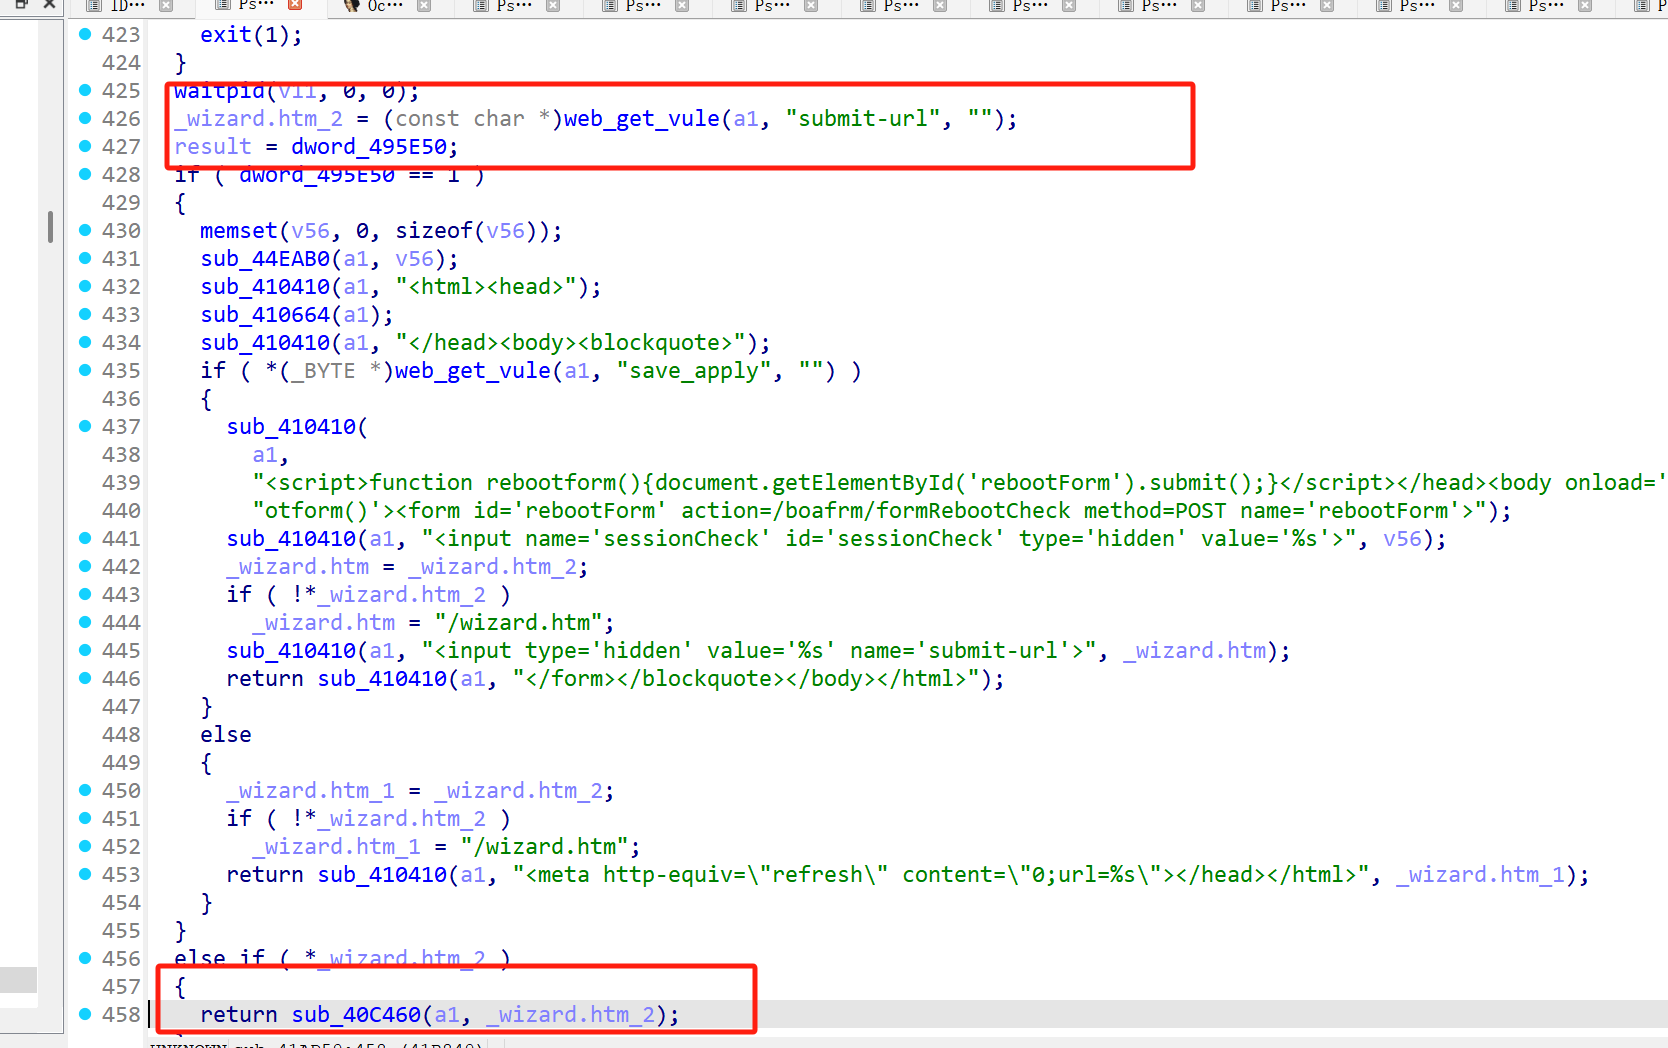 ID··· Ps··· Oc··· Ps··· Ps··· Ps··· Ps··· Ps··· Ps··· Ps··· Ps··· Ps···
423 exit(1);
424 }
425 waitpid(v11, 0, 0);
426 _wizard.htm_2 = (const char *)web_get_vule(a1, "submit-url", "");
427 result = dword_495E50;
428 if ( dword_495E50 == 1 )
429 {
430 memset(v56, 0, sizeof(v56));
431 sub_44EAB0(a1, v56);
432 sub_410410(a1, "<html><head>");
433 sub_410664(a1);
434 sub_410410(a1, "</head><body><blockquote>");
435 if ( *(_BYTE *)web_get_vule(a1, "save_apply", "") )
436 {
437 sub_410410(
438 a1,
439 "<script>function rebootform(){document.getElementById('rebootForm').submit();}</script></head><body onload='
440 "otform()'><form id='rebootForm' action=/boafrm/formRebootCheck method=POST name='rebootForm'>");
441 sub_410410(a1, "<input name='sessionCheck' id='sessionCheck' type='hidden' value='%s'>", v56);
442 _wizard.htm = _wizard.htm_2;
443 if ( !*_wizard.htm_2 )
444 _wizard.htm = "/wizard.htm";
445 sub_410410(a1, "<input type='hidden' value='%s' name='submit-url'>", _wizard.htm);
446 return sub_410410(a1, "</form></blockquote></body></html>");
447 }
448 else
449 {
450 _wizard.htm_1 = _wizard.htm_2;
451 if ( !*_wizard.htm_2 )
452 _wizard.htm_1 = "/wizard.htm";
453 return sub_410410(a1, "<meta http-equiv=\"refresh\" content=\"0;url=%s\"></head></html>", _wizard.htm_1);
454 }
455 }
456 else if ( *_wizard.htm_2 )
457 {
458 return sub_40C460(a1, _wizard.htm_2);